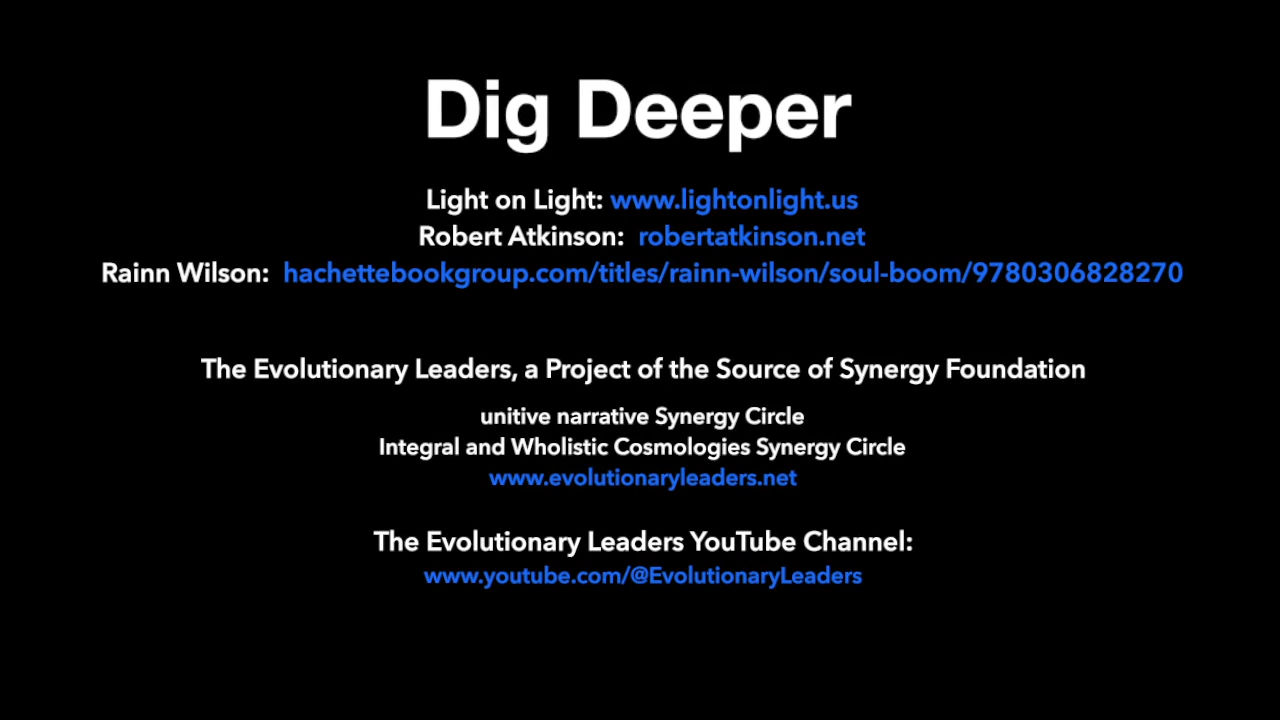 Dig Deeper
Light on Light: www.lightonlight.us
Robert Atkinson: robertatkinson.net
Rainn Wilson: hachettebookgroup.com/titles/rainn-wilson/soul-boom/9780306828270
The Evolutionary Leaders, a Project of the Source of Synergy Foundation
unitive narrative Synergy Circle
Integral and Wholistic Cosmologies Synergy Circle
www.evolutionaryleaders.net
The Evolutionary Leaders YouTube Channel:
www.youtube.com/@EvolutionaryLeaders